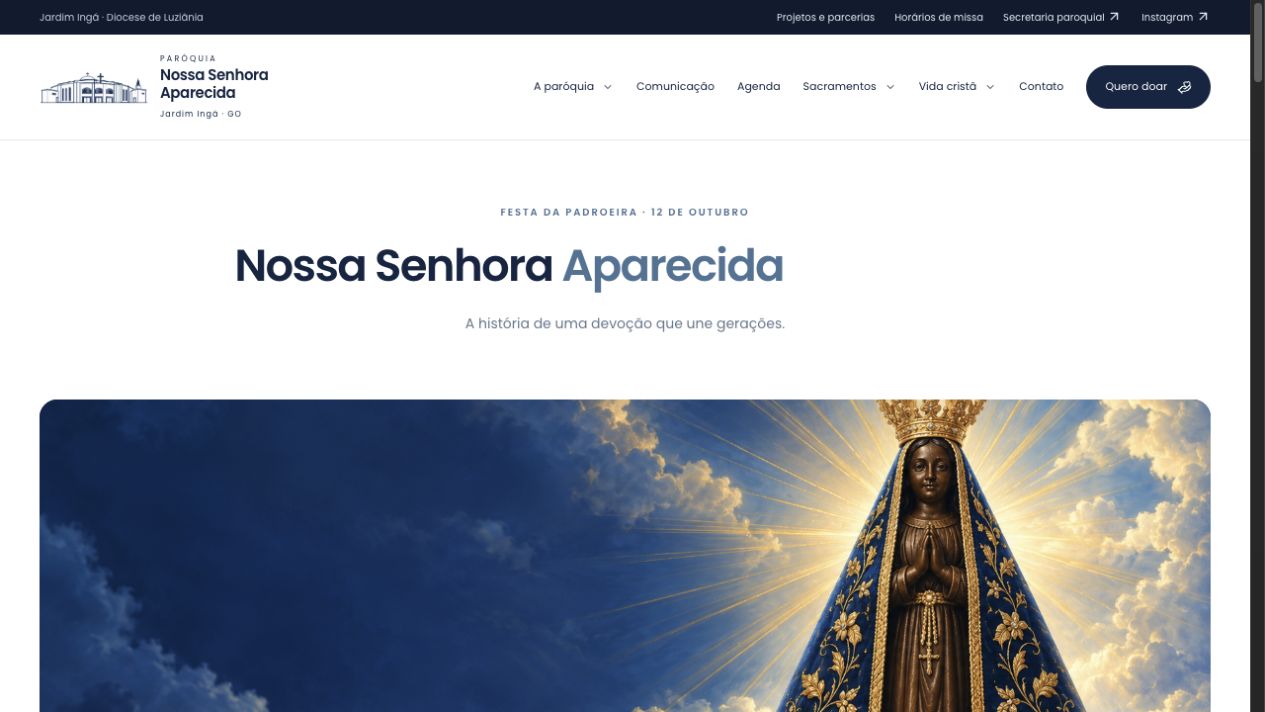 Jardim Ingá · Diocese de Luziânia
Projetos e parcerias
Horários de missa
Secretaria paroquial
Instagram
PARÓQUIA
Nossa Senhora
Aparecida
Jardim Ingá · GO
A paróquia
Comunicação
Agenda
Sacramentos
Vida cristã
Contato
Quero doar
FESTA DA PADROEIRA · 12 DE OUTUBRO
Nossa Senhora Aparecida
A história de uma devoção que une gerações.